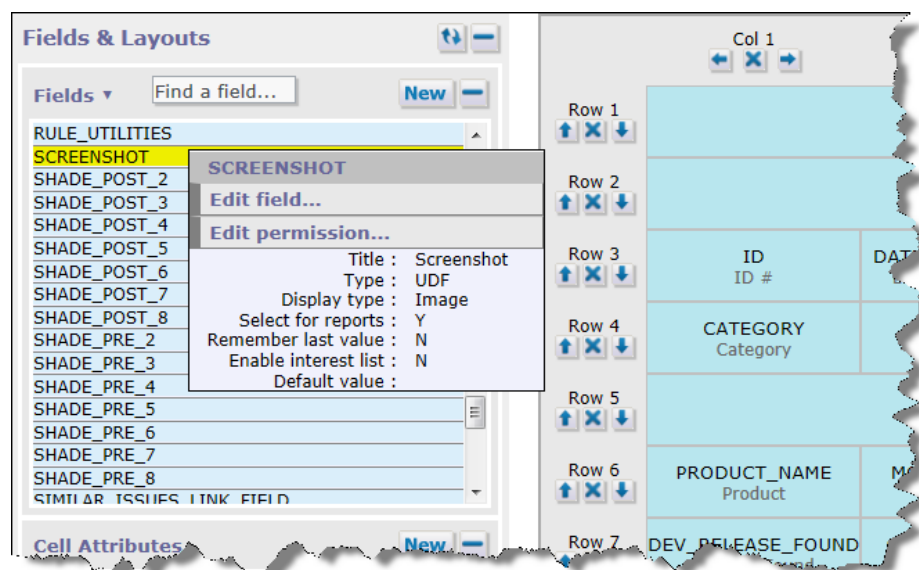 Fields & Layouts
Fields ▼ Find a field... New
RULE_UTILITIES
SCREENSHOT
SHADE_POST_2
SHADE_POST_3
SHADE_POST_4
SHADE_POST_5
SHADE_POST_6
SHADE_POST_7
SHADE_POST_8
SHADE_PRE_2
SHADE_PRE_3
SHADE_PRE_4
SHADE_PRE_5
SHADE_PRE_6
SHADE_PRE_7
SHADE_PRE_8
SIMILAR_ISSUES_LINK_FIELD
Cell Attributes New
SCREENSHOT
Edit field...
Edit permission...
Title : Screenshot
Type : UDF
Display type : Image
Select for reports : Y
Remember last value : N
Enable interest list : N
Default value :
Col 1
Row 1
Row 2
Row 3
ID
ID #
Row 4
CATEGORY
Category
Row 5
Row 6
PRODUCT_NAME
Product
Row 7
DEV_RELEASE_FOUND